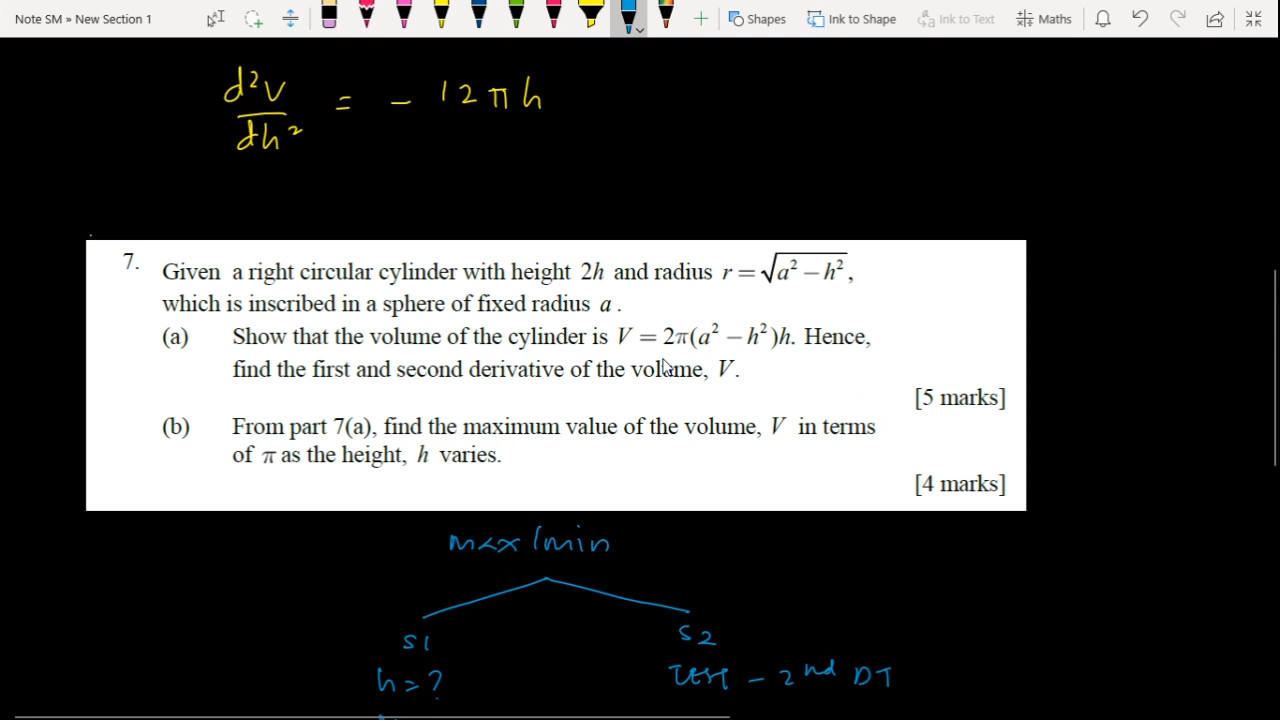 Note SM » New Section 1
Shapes
Ink to Shape
Ink to Text
Maths
d²V/dh² = - 12πh
7. Given a right circular cylinder with height 2h and radius r = √(a² – h²),
which is inscribed in a sphere of fixed radius a .
(a) Show that the volume of the cylinder is V = 2π(a² – h²)h. Hence,
find the first and second derivative of the volume, V.
[5 marks]
(b) From part 7(a), find the maximum value of the volume, V in terms
of π as the height, h varies.
[4 marks]
max/min
S1
S2
h = ?
Test - 2nd DT